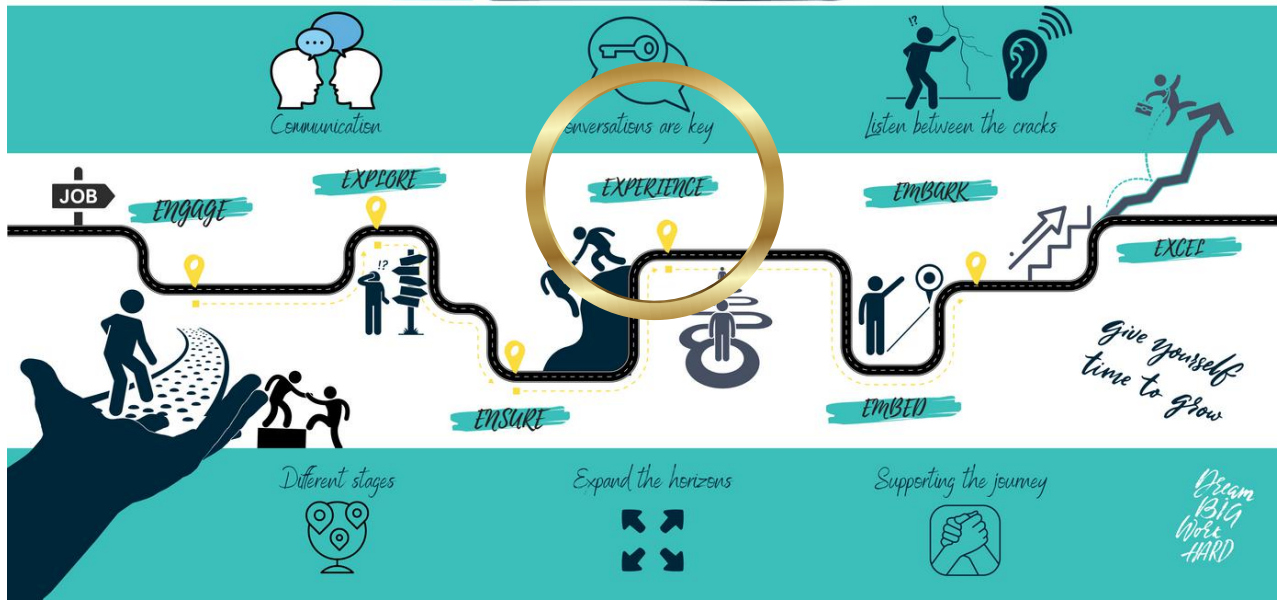 Communication
onversations are key
!?
Listen between the cracks
JOB
ENGAGE
EXPLORE
EXPERIENCE
EMBARK
EXCEL
!?
ENSURE
EMBED
Give yourself
time to grow
Different stages
Expand the horizons
Supporting the journey
Dream
BIG
Work
HARD